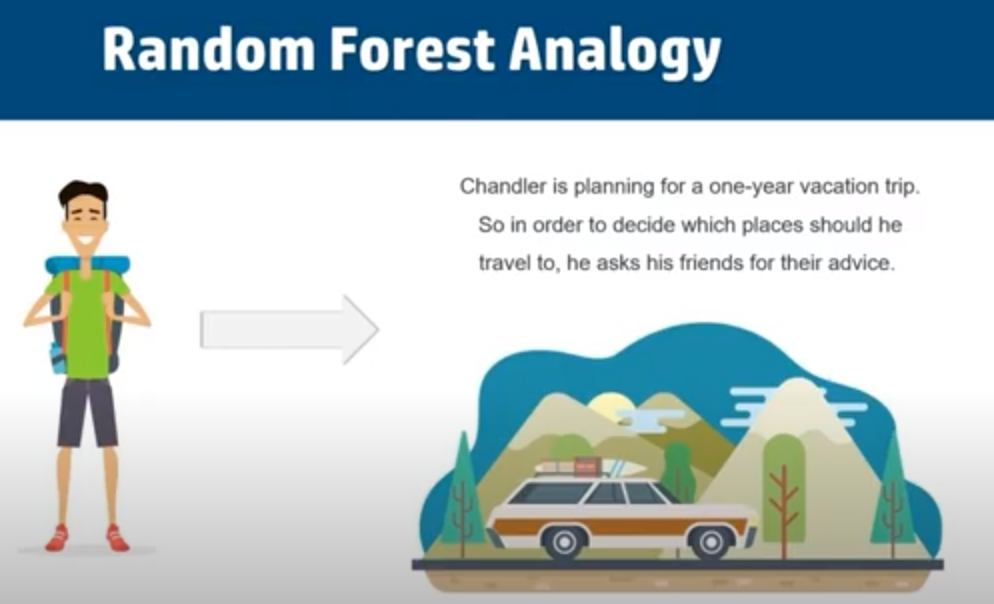 Random Forest Analogy
Chandler is planning for a one-year vacation trip.
So in order to decide which places should he
travel to, he asks his friends for their advice.